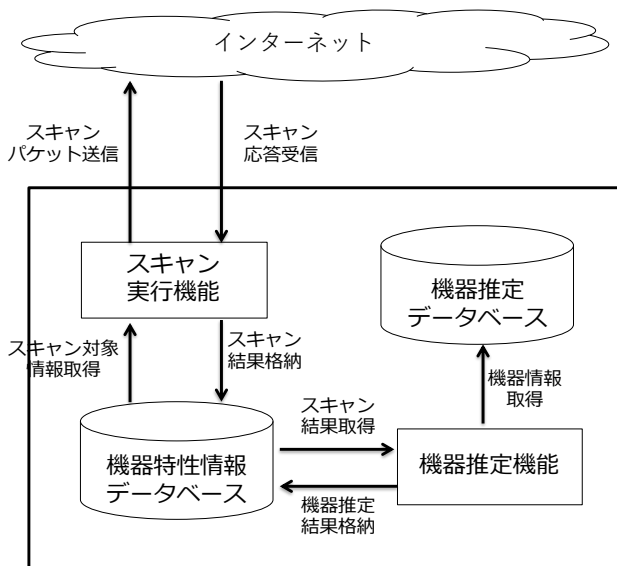 インターネット
スキャン
パケット送信
スキャン
応答受信
スキャン
実行機能
機器推定
データベース
スキャン対象
情報取得
スキャン
結果格納
機器情報
取得
スキャン
結果取得
機器特性情報
データベース
機器推定機能
機器推定
結果格納